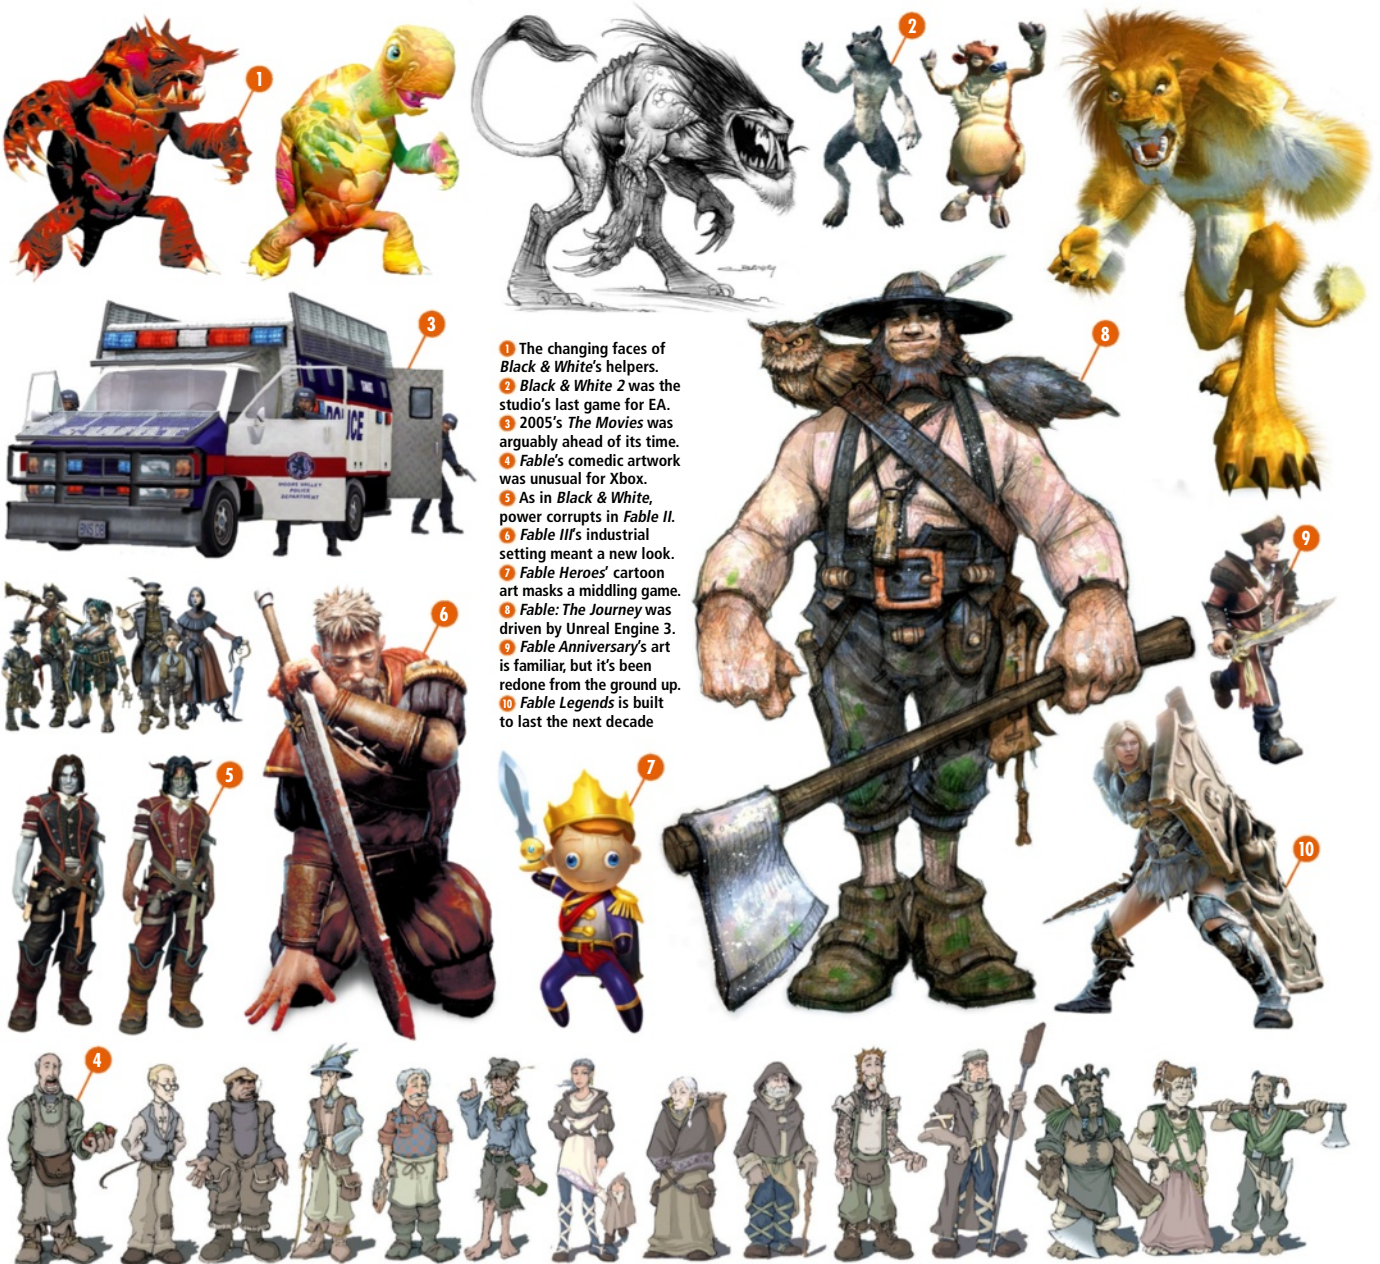 1
2
3
8
POLICE
MOORE VALLEY
POLICE
DEPARTMENT
1 The changing faces of
Black & White's helpers.
2 Black & White 2 was the
studio's last game for EA.
3 2005's The Movies was
arguably ahead of its time.
4 Fable's comedic artwork
was unusual for Xbox.
5 As in Black & White,
power corrupts in Fable II.
6 Fable III's industrial
setting meant a new look.
7 Fable Heroes' cartoon
art masks a middling game.
8 Fable: The Journey was
driven by Unreal Engine 3.
9 Fable Anniversary's art
is familiar, but it's been
redone from the ground up.
10 Fable Legends is built
to last the next decade
9
6
5
7
10
4